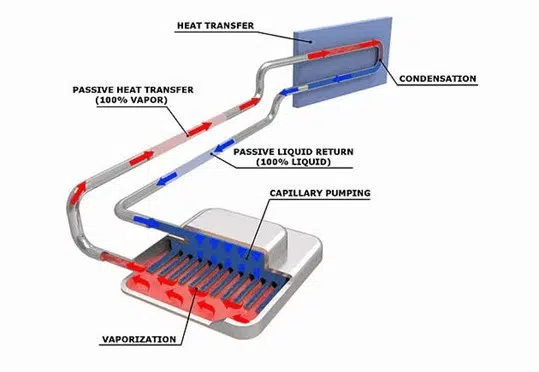 HEAT TRANSFER
CONDENSATION
PASSIVE HEAT TRANSFER
(100% VAPOR)
PASSIVE LIQUID RETURN
(100% LIQUID)
CAPILLARY PUMPING
VAPORIZATION